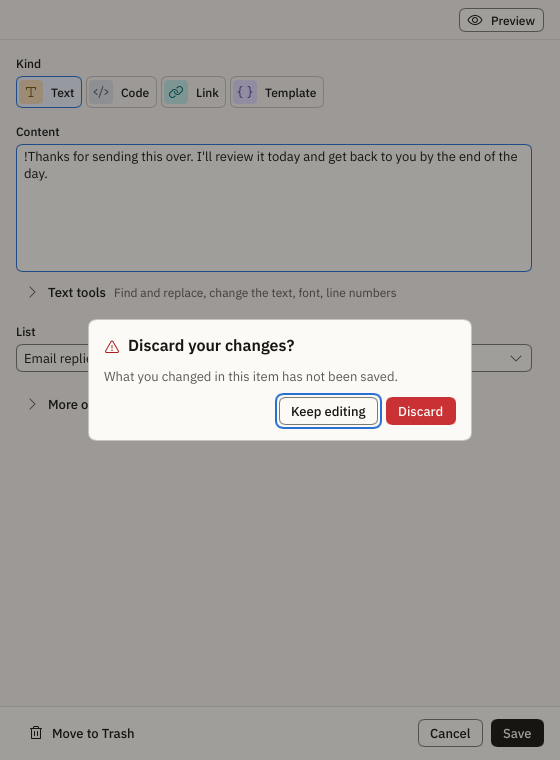 Preview
Kind
T Text </> Code Link { } Template
Content
!Thanks for sending this over. I'll review it today and get back to you by the end of the
day.
Text tools Find and replace, change the text, font, line numbers
List
Email
Discard your changes?
What you changed in this item has not been saved.
More
Keep editing Discard
Move to Trash Cancel Save